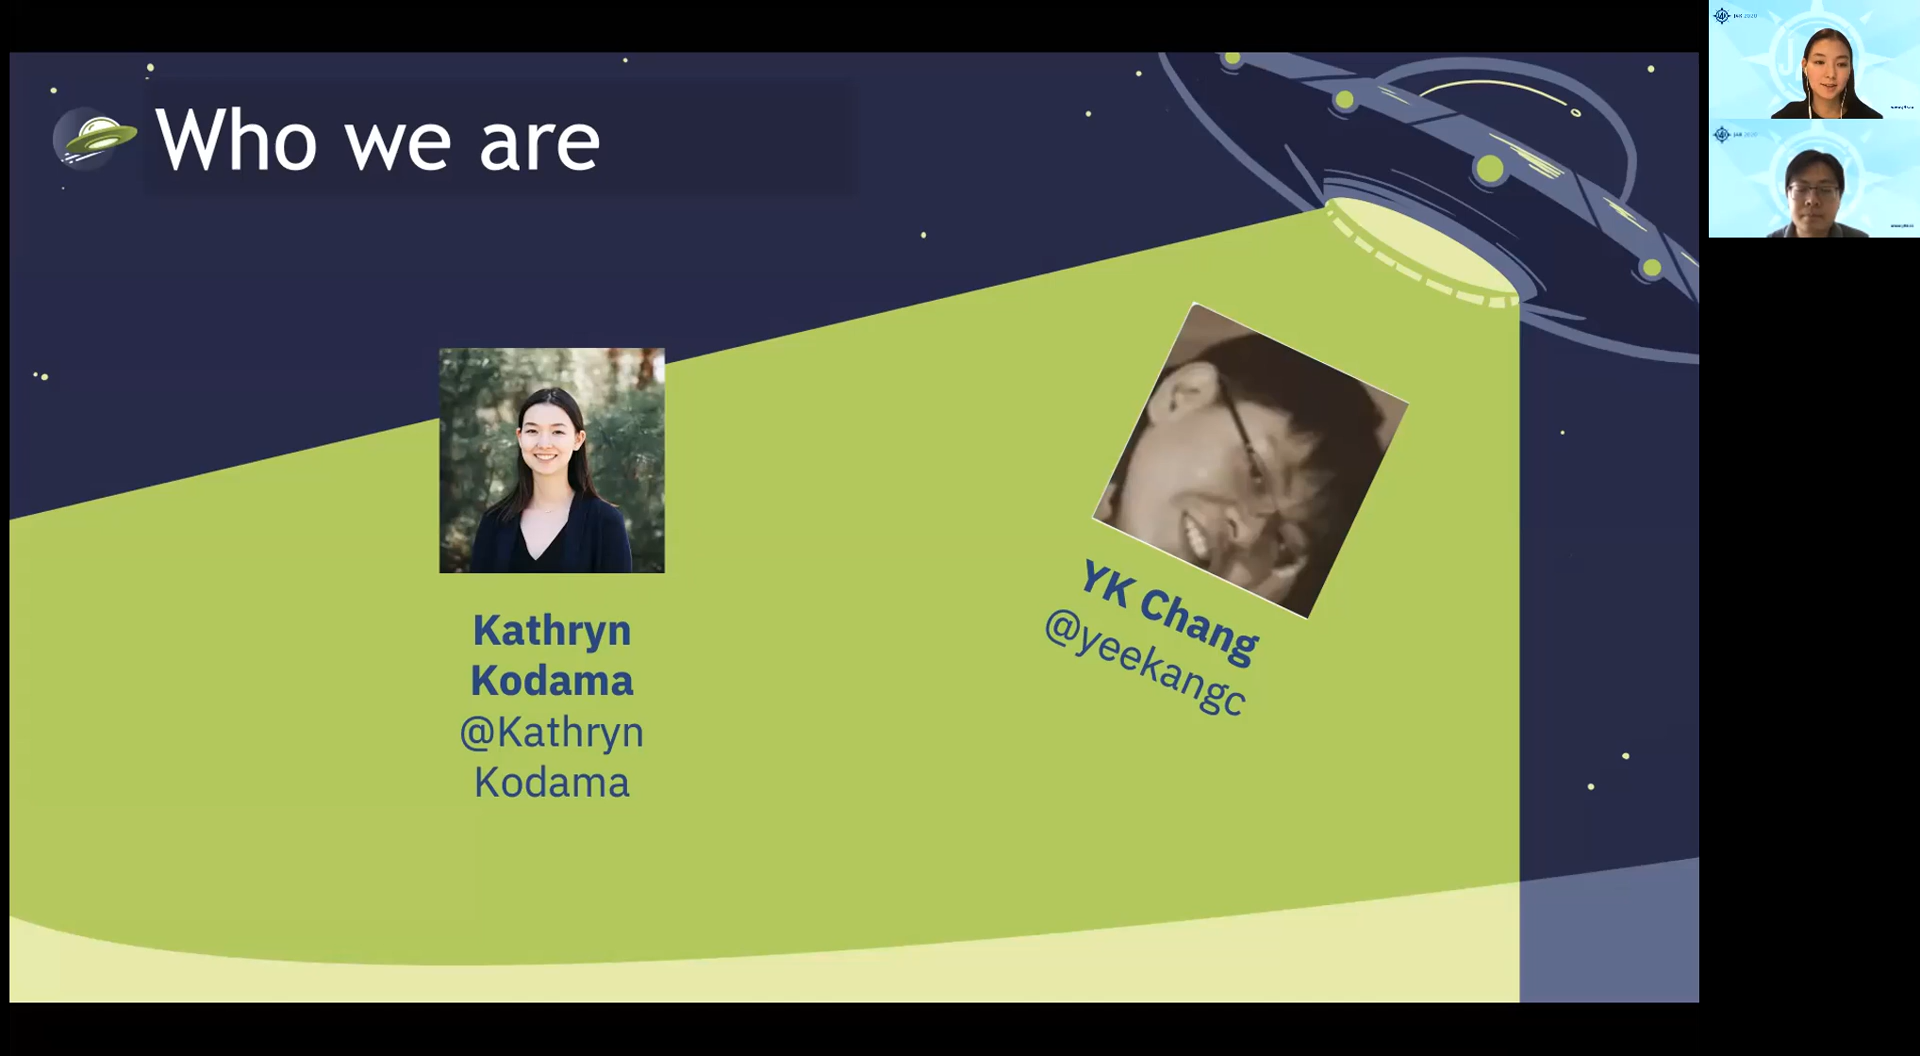 Who we are
Kathryn
Kodama
@Kathryn
Kodama
YK Chang
@yeekangc